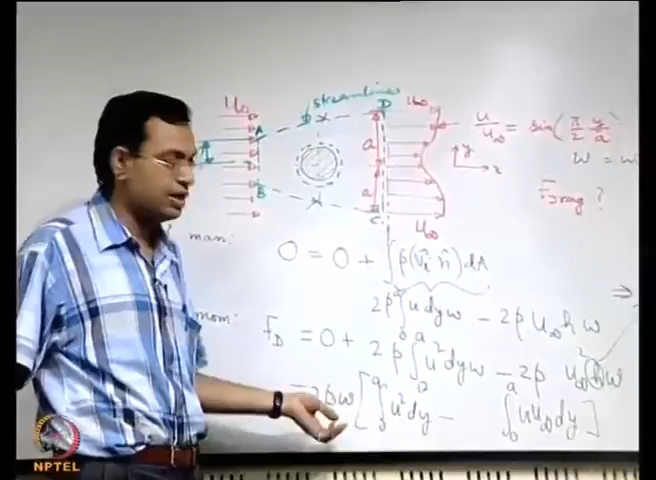 U∞ streamlines D U∞ u/u∞ = sin(π/2 y/a)
A
a y w = w
B a x F_Drag ?
C U∞
man: 0 = 0 + ∫ρ(V⃗r·n̂)dA
2ρ∫₀ᵃ u dy w − 2ρ u∞ h w ⇒
mom: F_D = 0 + 2ρ∫₀ᵃ u² dy w − 2ρ u∞² h w
= 2ρw [∫₀ᵃ u² dy − ∫₀ᵃ u u∞ dy]
NPTEL